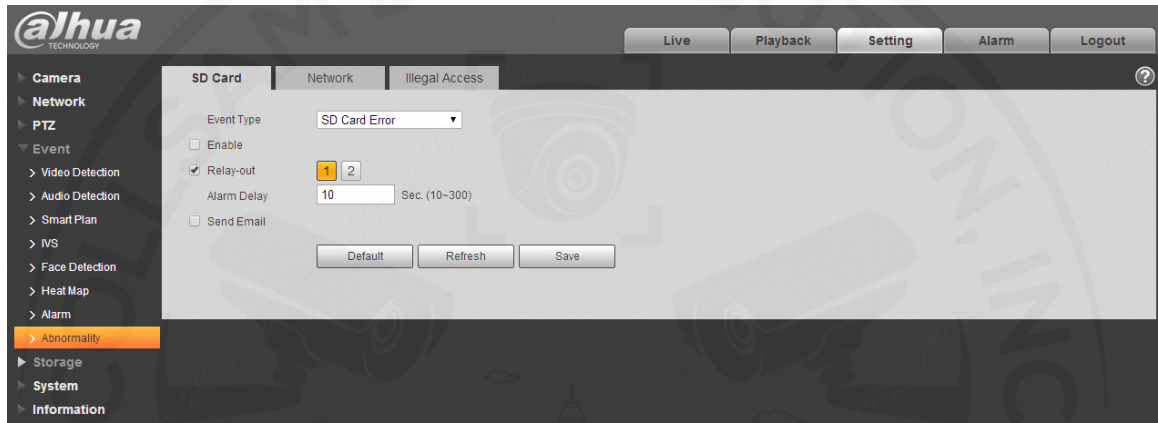 alhua
TECHNOLOGY
Live Playback Setting Alarm Logout
Camera
Network
PTZ
Event
> Video Detection
> Audio Detection
> Smart Plan
> IVS
> Face Detection
> Heat Map
> Alarm
> Abnormality
Storage
System
Information
SD Card Network Illegal Access
?
Event Type SD Card Error
Enable
Relay-out 1 2
Alarm Delay 10 Sec. (10~300)
Send Email
Default Refresh Save